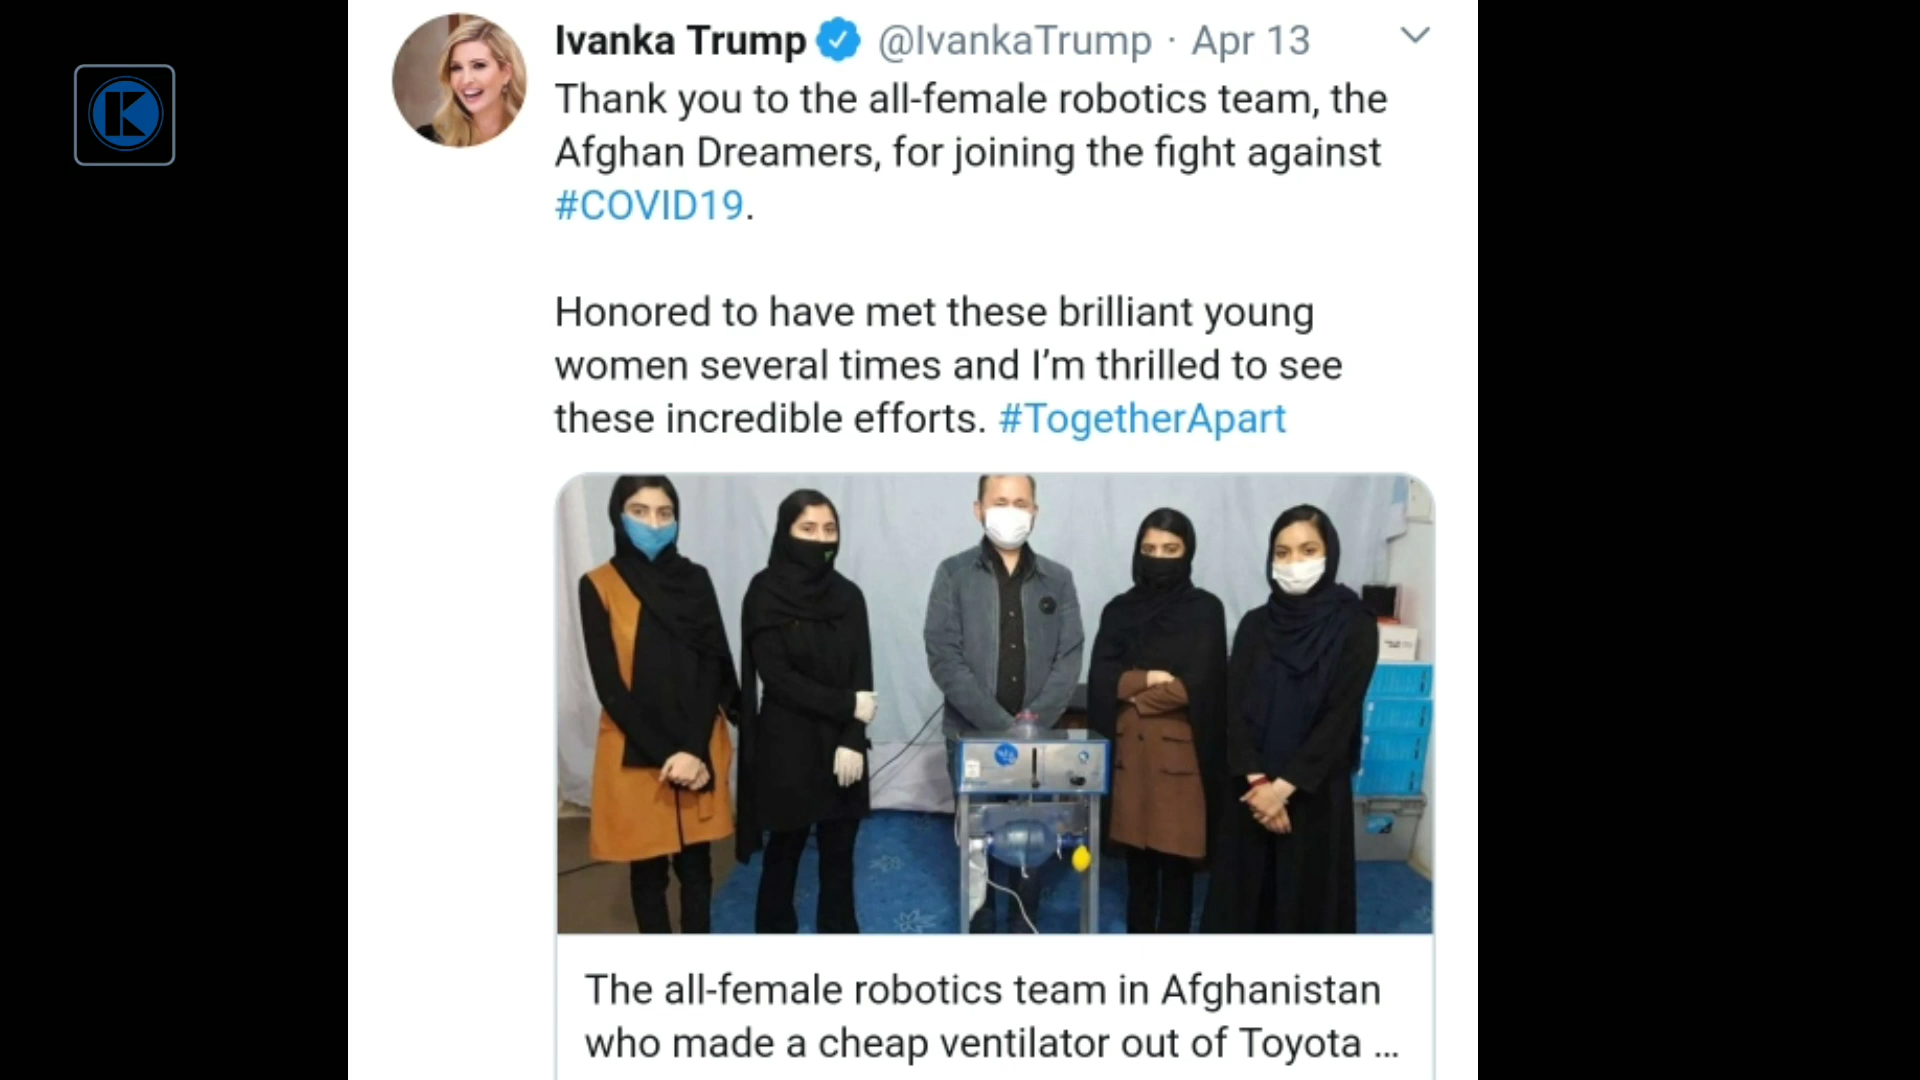 Ivanka Trump @IvankaTrump · Apr 13
Thank you to the all-female robotics team, the
Afghan Dreamers, for joining the fight against
#COVID19.
Honored to have met these brilliant young
women several times and I’m thrilled to see
these incredible efforts. #TogetherApart
The all-female robotics team in Afghanistan
who made a cheap ventilator out of Toyota ...
K